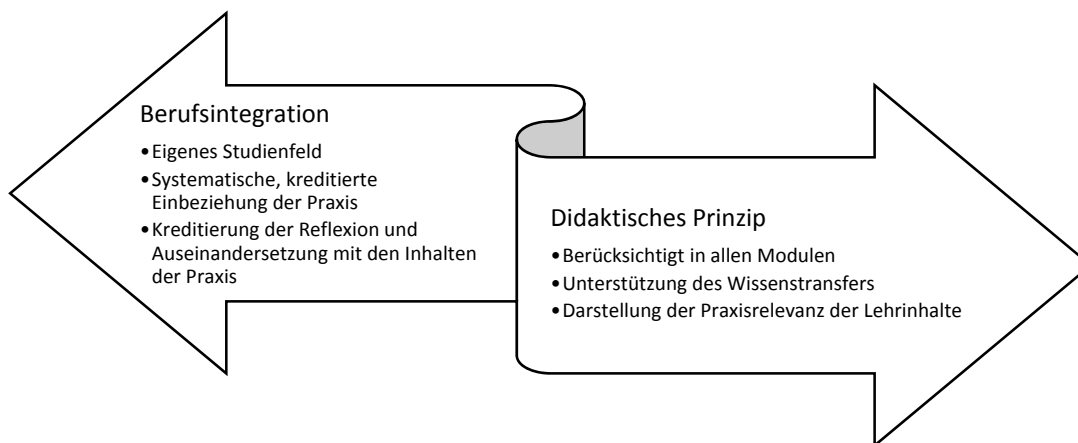 Berufsintegration
•Eigenes Studienfeld
•Systematische, kreditierte
Einbeziehung der Praxis
•Kreditierung der Reflexion und
Auseinandersetzung mit den Inhalten
der Praxis
Didaktisches Prinzip
•Berücksichtigt in allen Modulen
•Unterstützung des Wissenstransfers
•Darstellung der Praxisrelevanz der Lehrinhalte